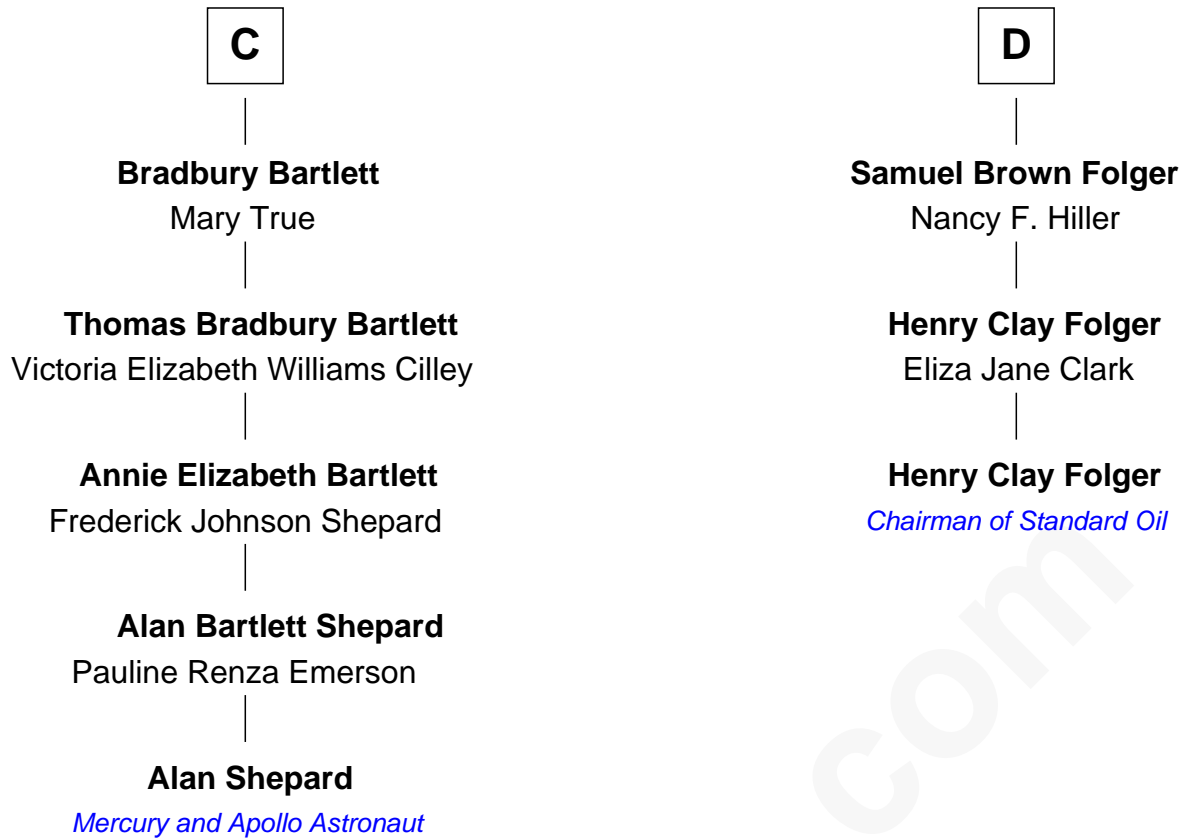 C
Bradbury Bartlett
Mary True
Thomas Bradbury Bartlett
Victoria Elizabeth Williams Cilley
Annie Elizabeth Bartlett
Frederick Johnson Shepard
Alan Bartlett Shepard
Pauline Renza Emerson
Alan Shepard
Mercury and Apollo Astronaut
D
Samuel Brown Folger
Nancy F. Hiller
Henry Clay Folger
Eliza Jane Clark
Henry Clay Folger
Chairman of Standard Oil
com